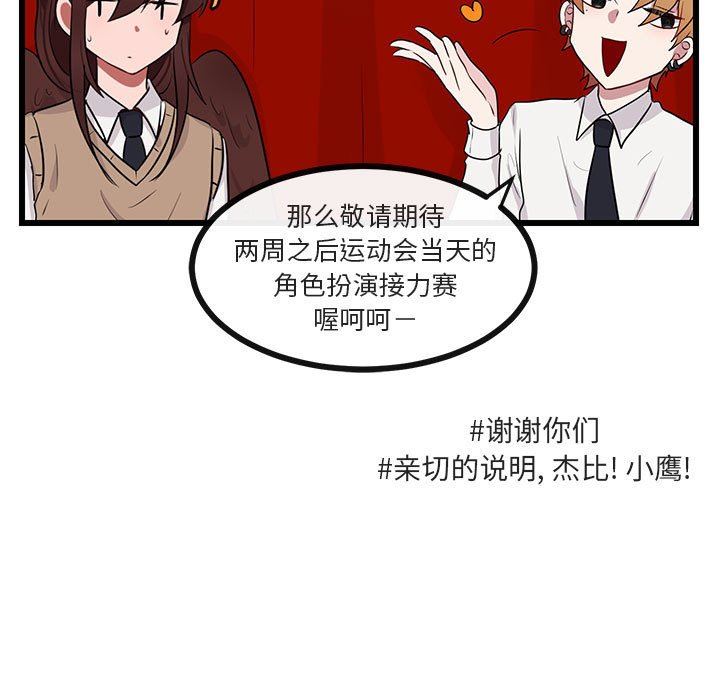 那么敬请期待
两周之后运动会当天的
角色扮演接力赛
喔呵呵－
#谢谢你们
#亲切的说明, 杰比! 小鹰!